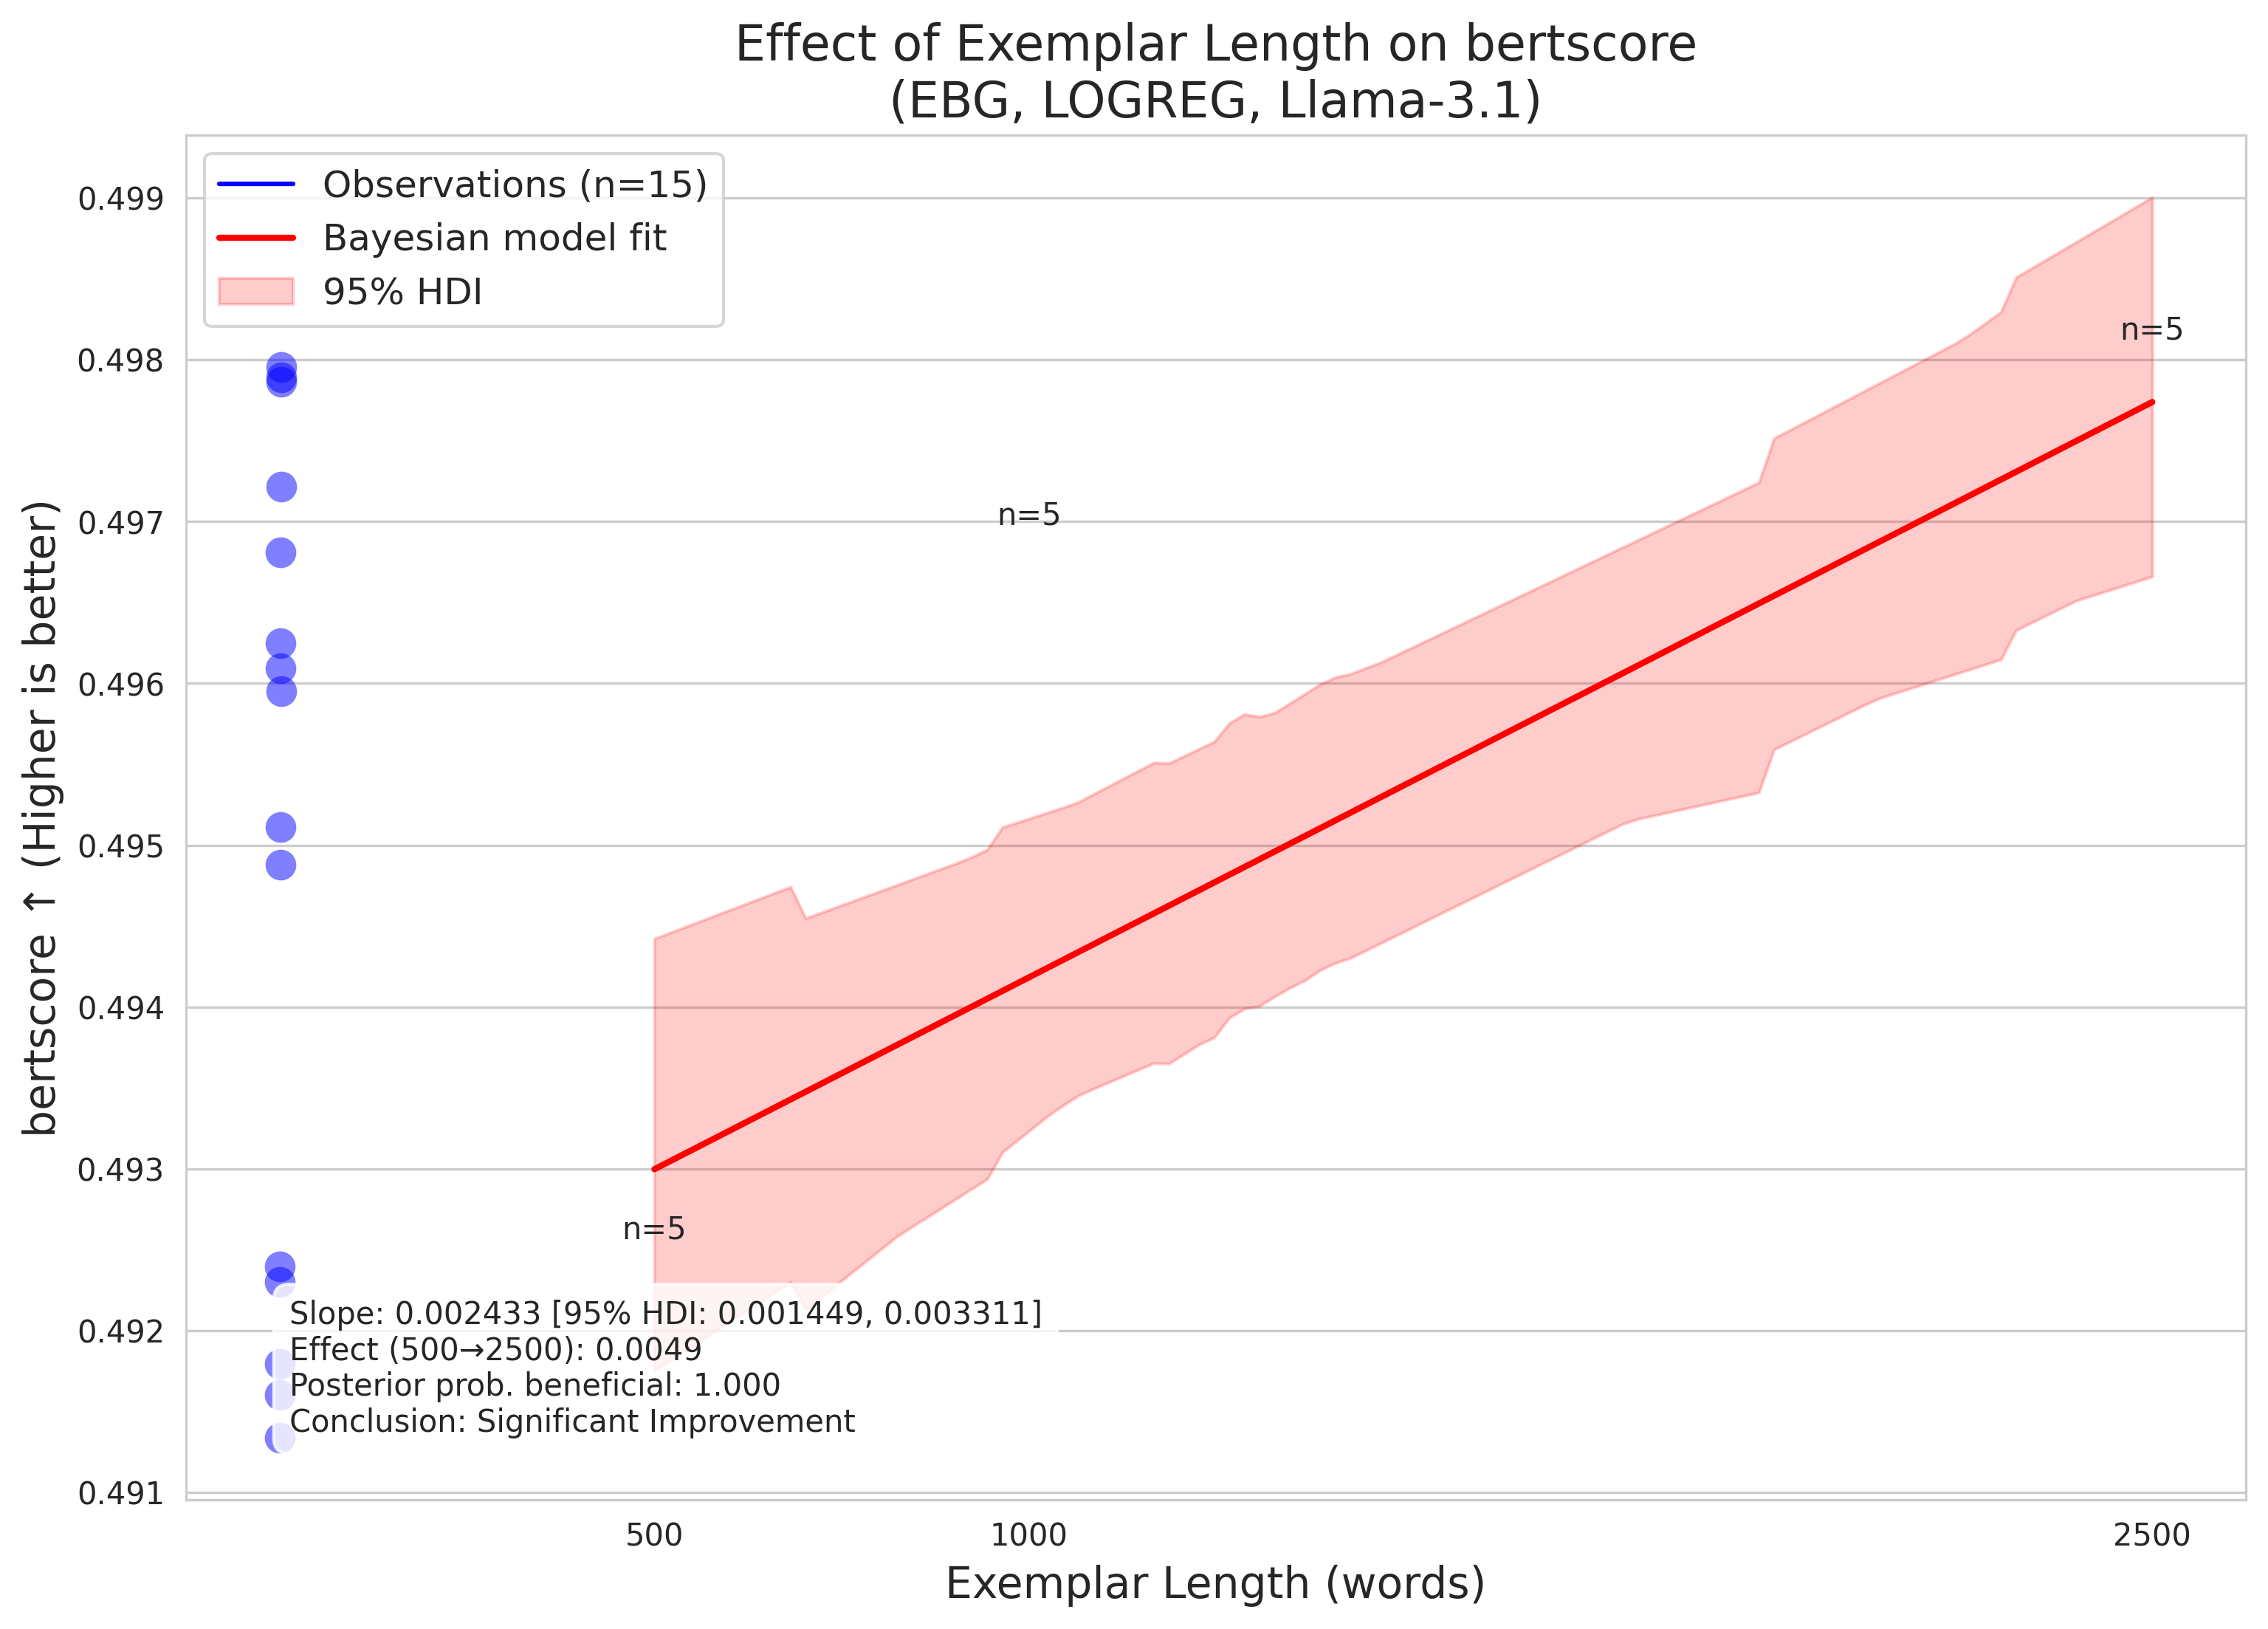 Effect of Exemplar Length on bertscore
(EBG, LOGREG, Llama-3.1)
Observations (n=15)
Bayesian model fit
95% HDI
bertscore ↑ (Higher is better)
0.499
0.498
0.497
0.496
0.495
0.494
0.493
0.492
0.491
n=5
n=5
n=5
Slope: 0.002433 [95% HDI: 0.001449, 0.003311]
Effect (500→2500): 0.0049
Posterior prob. beneficial: 1.000
Conclusion: Significant Improvement
500
1000
2500
Exemplar Length (words)